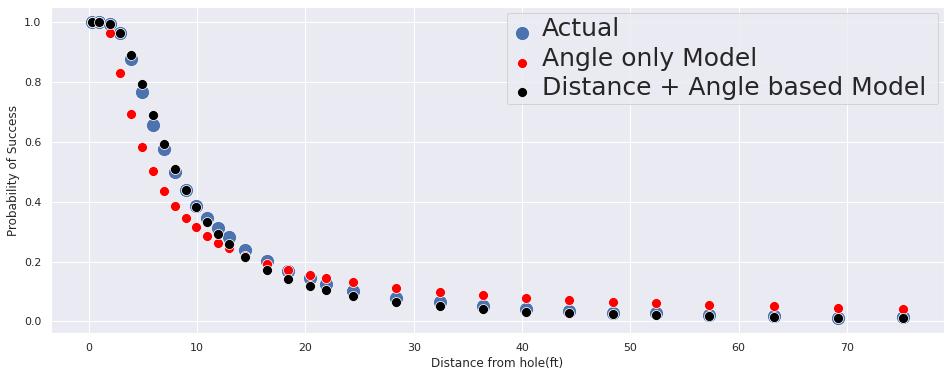 Actual
Angle only Model
Distance + Angle based Model
Probability of Success
1.0
0.8
0.6
0.4
0.2
0.0
0 10 20 30 40 50 60 70
Distance from hole(ft)